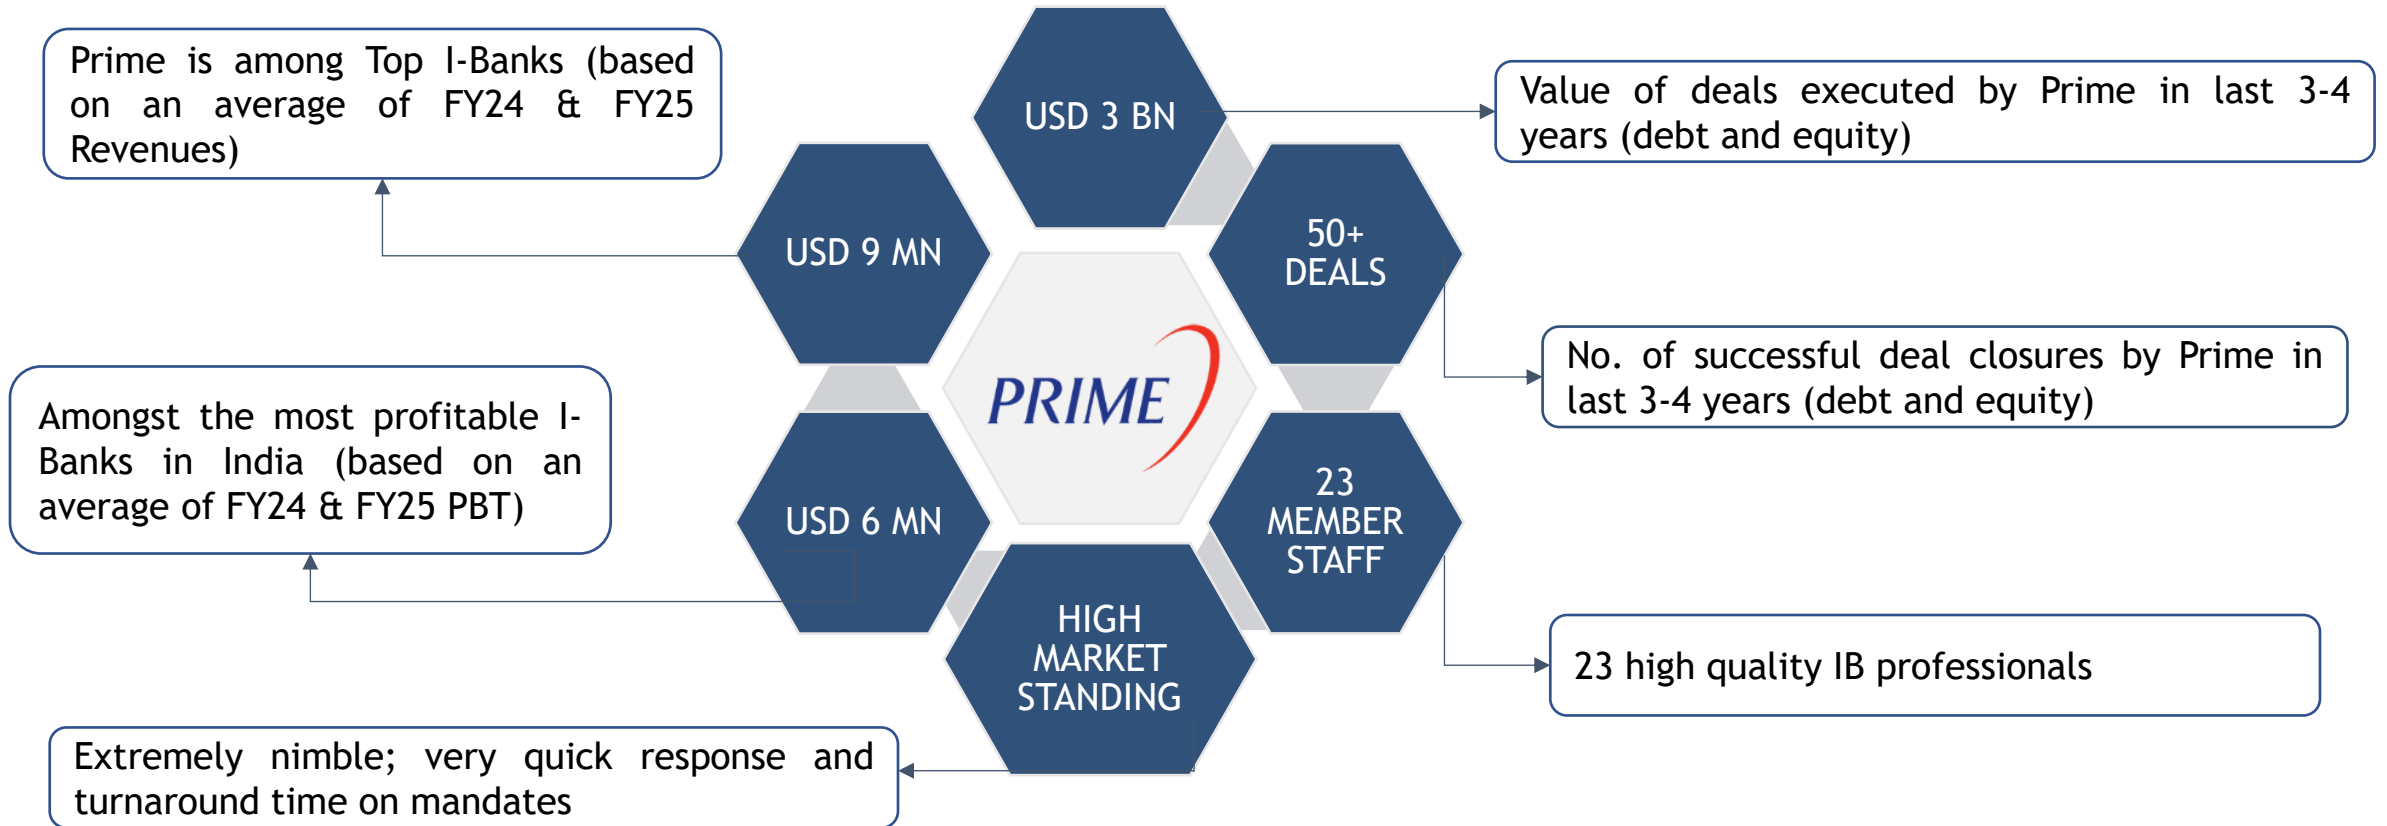 Prime is among Top I-Banks (based
on an average of FY24 & FY25
Revenues)
USD 3 BN
Value of deals executed by Prime in last 3-4
years (debt and equity)
USD 9 MN
50+
DEALS
PRIME
No. of successful deal closures by Prime in
last 3-4 years (debt and equity)
Amongst the most profitable I-
Banks in India (based on an
average of FY24 & FY25 PBT)
USD 6 MN
23
MEMBER
STAFF
HIGH
MARKET
STANDING
23 high quality IB professionals
Extremely nimble; very quick response and
turnaround time on mandates